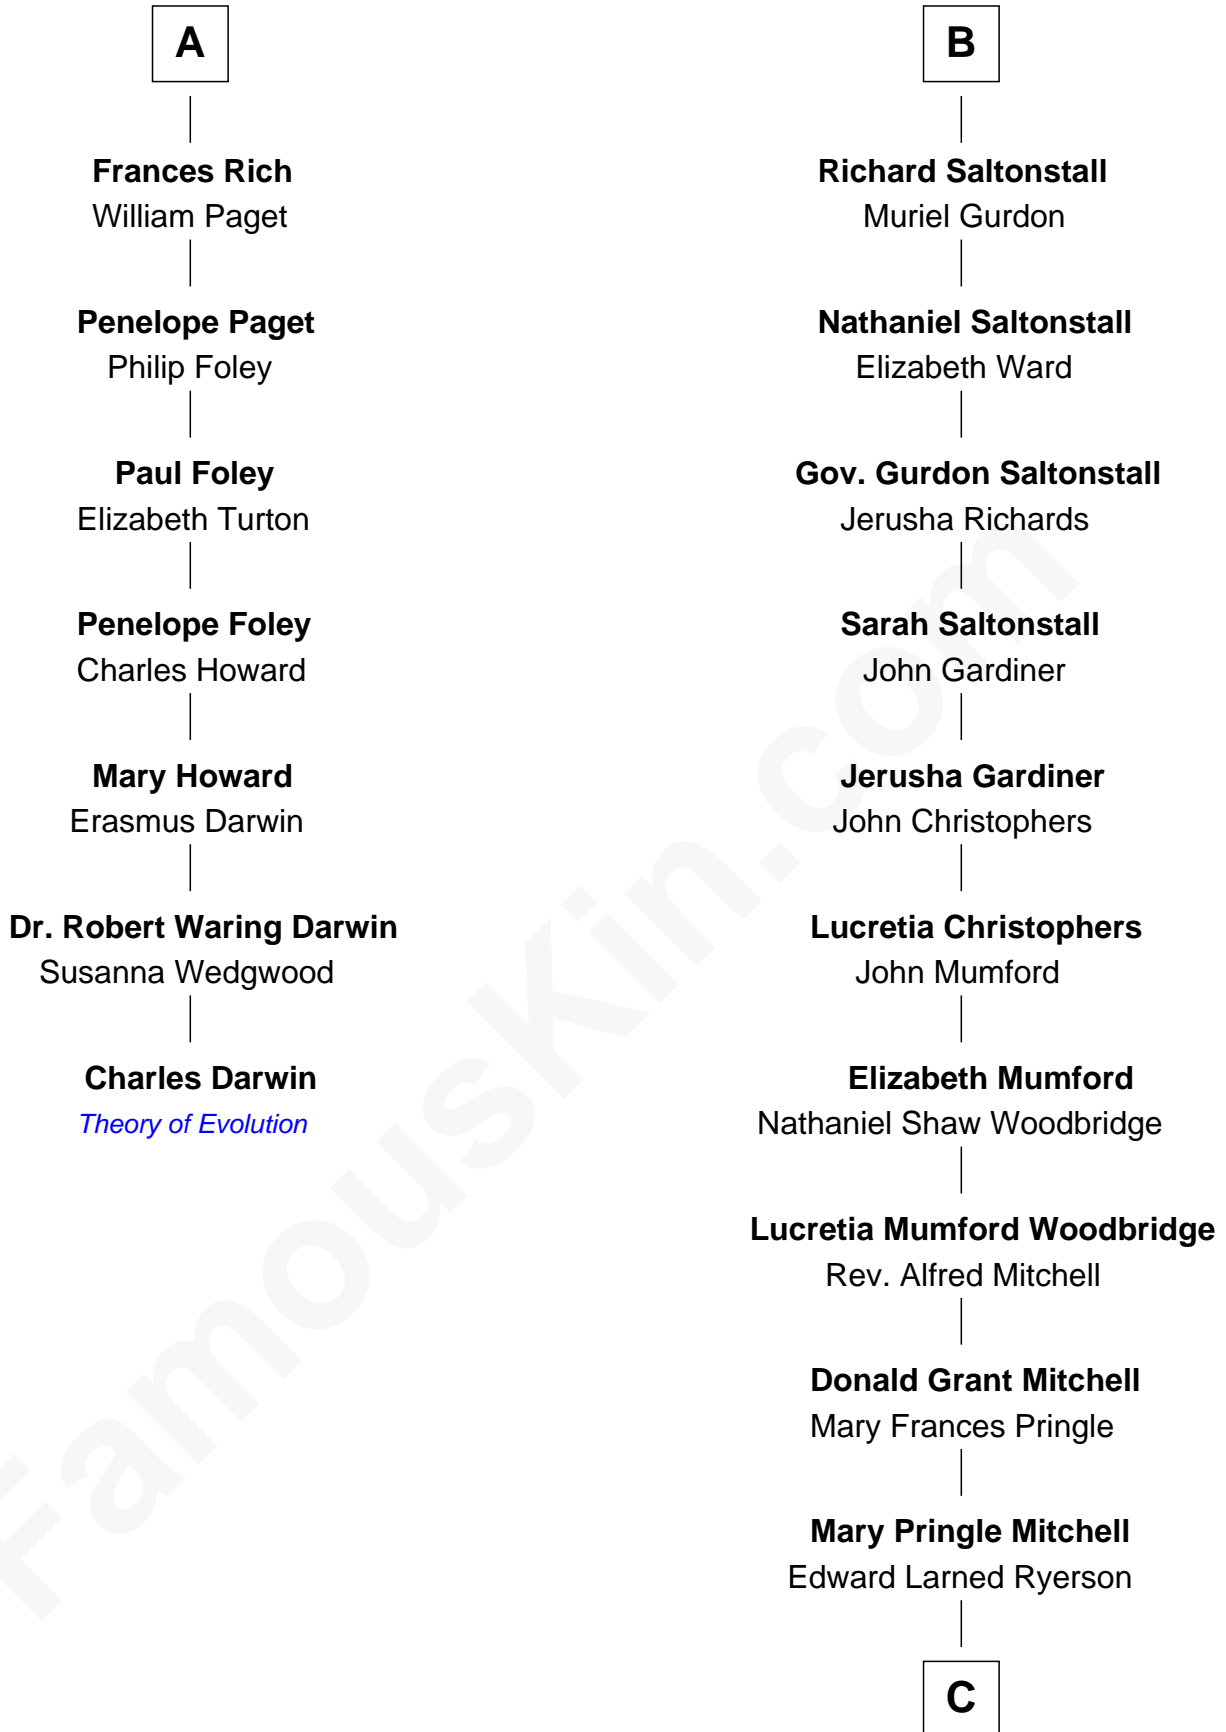 A
Frances Rich
William Paget
Penelope Paget
Philip Foley
Paul Foley
Elizabeth Turton
Penelope Foley
Charles Howard
Mary Howard
Erasmus Darwin
Dr. Robert Waring Darwin
Susanna Wedgwood
Charles Darwin
Theory of Evolution
B
Richard Saltonstall
Muriel Gurdon
Nathaniel Saltonstall
Elizabeth Ward
Gov. Gurdon Saltonstall
Jerusha Richards
Sarah Saltonstall
John Gardiner
Jerusha Gardiner
John Christophers
Lucretia Christophers
John Mumford
Elizabeth Mumford
Nathaniel Shaw Woodbridge
Lucretia Mumford Woodbridge
Rev. Alfred Mitchell
Donald Grant Mitchell
Mary Frances Pringle
Mary Pringle Mitchell
Edward Larned Ryerson
C
FamousKin.com